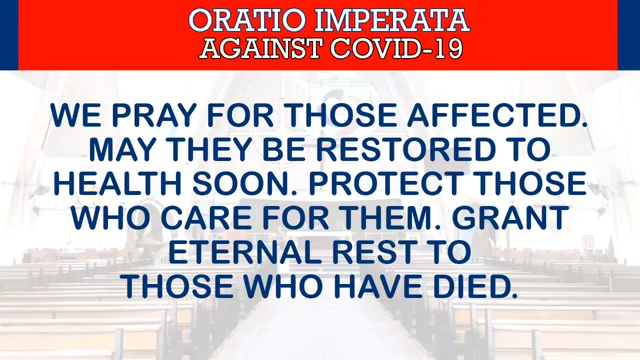 ORATIO IMPERATA
AGAINST COVID-19
WE PRAY FOR THOSE AFFECTED.
MAY THEY BE RESTORED TO
HEALTH SOON. PROTECT THOSE
WHO CARE FOR THEM. GRANT
ETERNAL REST TO
THOSE WHO HAVE DIED.